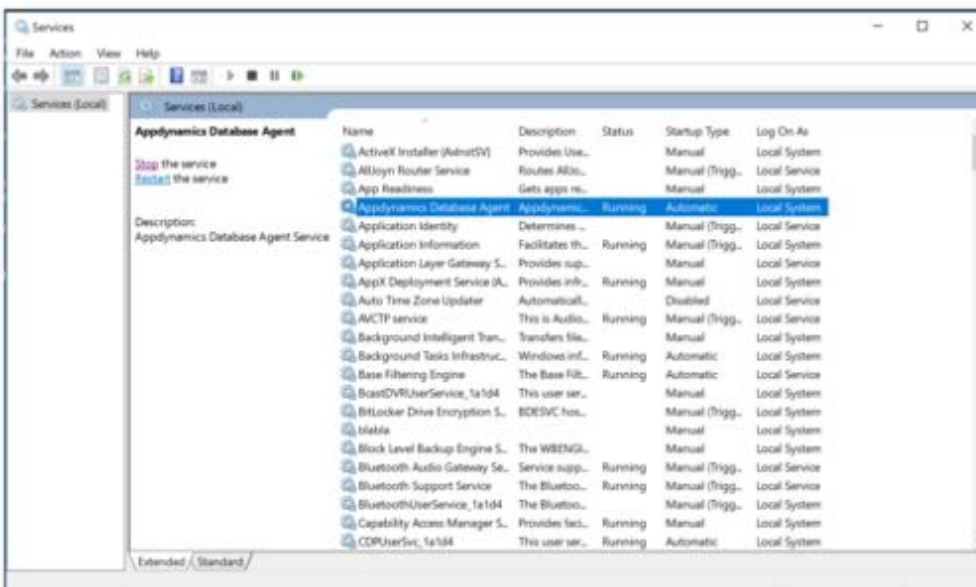 Services
File Action View Help
Services (Local)
Services (Local)
Appdynamics Database Agent
Stop the service
Restart the service
Description:
Appdynamics Database Agent Service
Name Description Status Startup Type Log On As
ActiveX Installer (AxInstSV) Provides Use... Manual Local System
AllJoyn Router Service Routes AllJo... Manual (Trigg... Local Service
App Readiness Gets apps re... Manual Local System
Appdynamics Database Agent Appdynamic... Running Automatic Local System
Application Identity Determines ... Manual (Trigg... Local Service
Application Information Facilitates th... Running Manual (Trigg... Local System
Application Layer Gateway S... Provides sup... Manual Local Service
AppX Deployment Service (A... Provides infr... Running Manual Local System
Auto Time Zone Updater Automaticall... Disabled Local Service
AVCTP service This is Audio... Running Manual (Trigg... Local Service
Background Intelligent Tran... Transfers file... Manual Local System
Background Tasks Infrastruc... Windows inf... Running Automatic Local System
Base Filtering Engine The Base Filt... Running Automatic Local Service
BcastDVRUserService_1a1d4 This user ser... Manual Local System
BitLocker Drive Encryption S... BDESVC hos... Manual (Trigg... Local System
blabla Manual Local System
Block Level Backup Engine S... The WBENGI... Manual Local System
Bluetooth Audio Gateway Se... Service supp... Running Manual (Trigg... Local Service
Bluetooth Support Service The Bluetoo... Running Manual (Trigg... Local Service
BluetoothUserService_1a1d4 The Bluetoo... Manual (Trigg... Local System
Capability Access Manager S... Provides faci... Running Manual Local System
CDPUserSvc_1a1d4 This user ser... Running Automatic Local System
Extended Standard